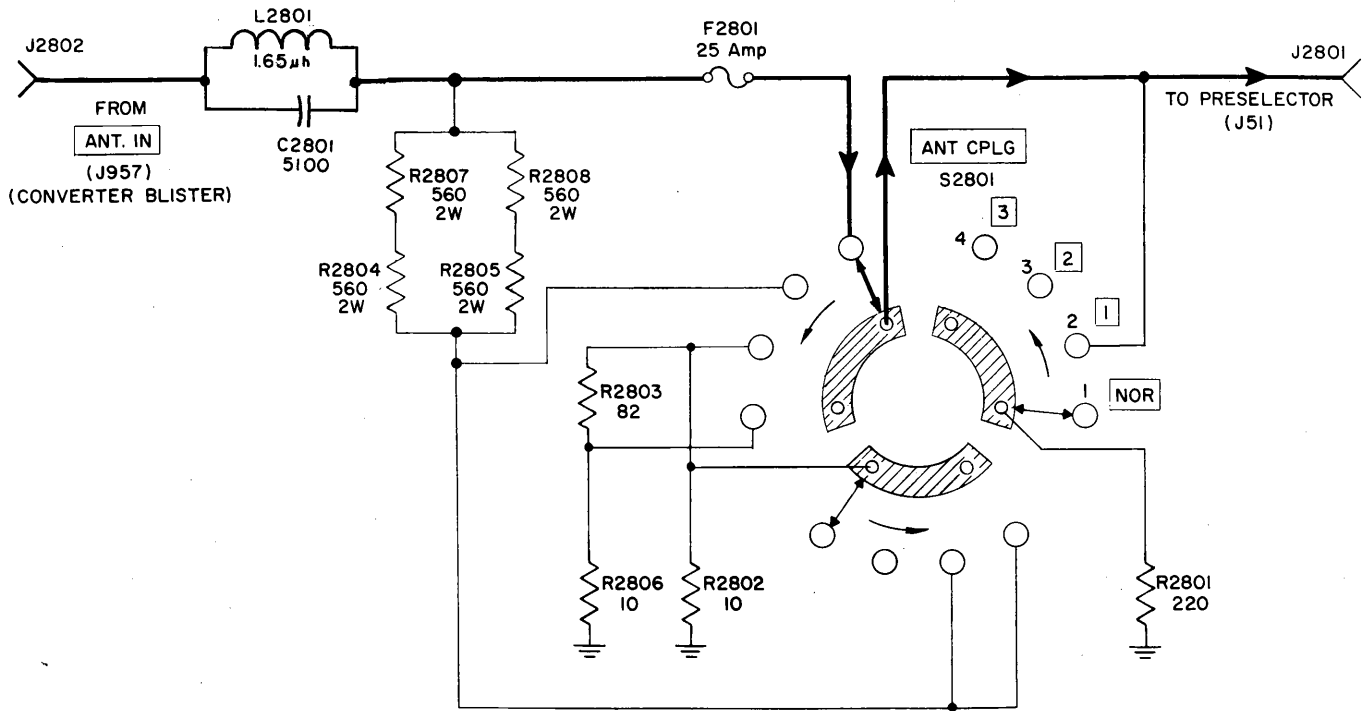 L2801
J2802
1.65 μh
FROM
ANT. IN
(J957)
(CONVERTER BLISTER)
C2801
5100
F2801
25 Amp
J2801
TO PRESELECTOR
(J51)
ANT CPLG
S2801
R2807
560
2W
R2808
560
2W
R2804
560
2W
R2805
560
2W
4
3
3
2
2
1
1
NOR
R2803
82
R2806
10
R2802
10
R2801
220